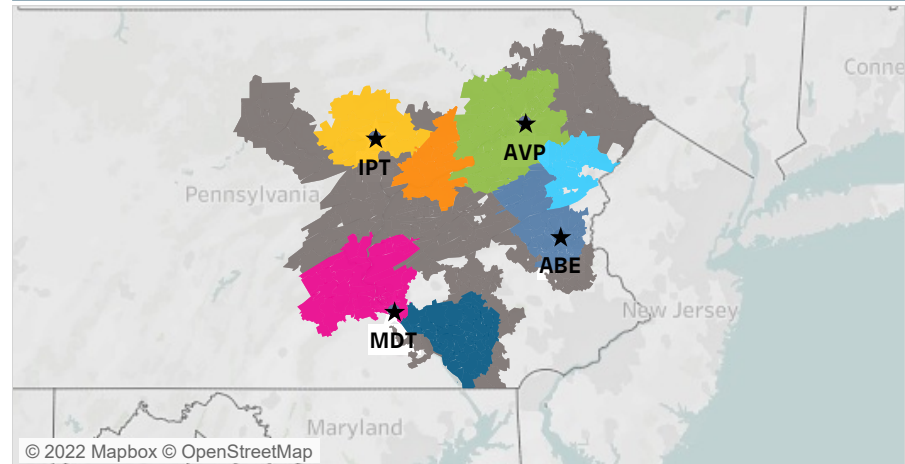 Conne
AVP
IPT
Pennsylvania
ABE
New Jersey
MDT
Maryland
© 2022 Mapbox © OpenStreetMap